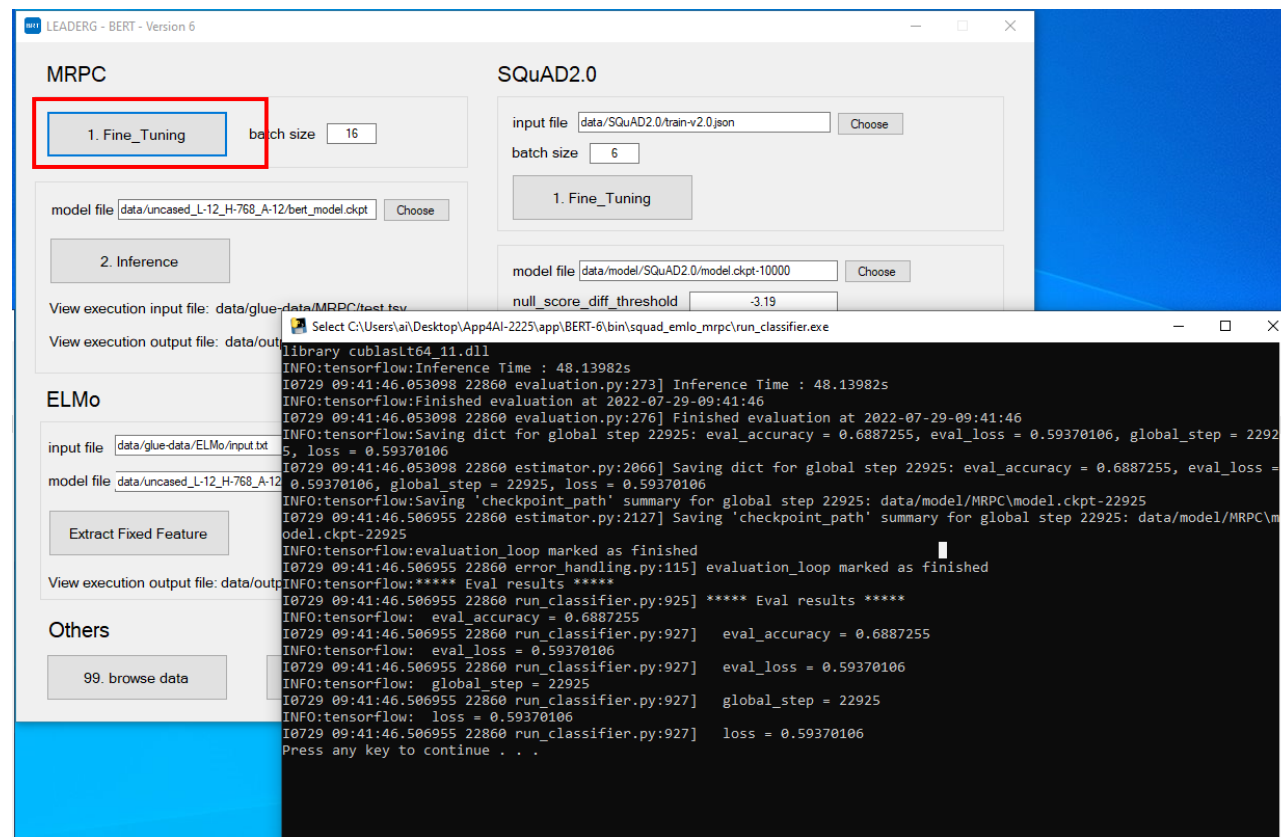 BRT LEADERG - BERT - Version 6
MRPC
1. Fine_Tuning
batch size 16
model file data/uncased_L-12_H-768_A-12/bert_model.ckpt Choose
2. Inference
View execution input file: data/glue-data/MRPC/test.tsv
View execution output file: data/out
ELMo
input file data/glue-data/ELMo/input.txt
model file data/uncased_L-12_H-768_A-12
Extract Fixed Feature
View execution output file: data/outp
Others
99. browse data
SQuAD2.0
input file data/SQuAD2.0/train-v2.0.json Choose
batch size 6
1. Fine_Tuning
model file data/model/SQuAD2.0/model.ckpt-10000 Choose
null_score_diff_threshold -3.19
Select C:\Users\ai\Desktop\App4AI-2225\app\BERT-6\bin\squad_emlo_mrpc\run_classifier.exe
library cublasLt64_11.dll
INFO:tensorflow:Inference Time : 48.13982s
I0729 09:41:46.053098 22860 evaluation.py:273] Inference Time : 48.13982s
INFO:tensorflow:Finished evaluation at 2022-07-29-09:41:46
I0729 09:41:46.053098 22860 evaluation.py:276] Finished evaluation at 2022-07-29-09:41:46
INFO:tensorflow:Saving dict for global step 22925: eval_accuracy = 0.6887255, eval_loss = 0.59370106, global_step = 2292
5, loss = 0.59370106
I0729 09:41:46.053098 22860 estimator.py:2066] Saving dict for global step 22925: eval_accuracy = 0.6887255, eval_loss =
0.59370106, global_step = 22925, loss = 0.59370106
INFO:tensorflow:Saving 'checkpoint_path' summary for global step 22925: data/model/MRPC\model.ckpt-22925
I0729 09:41:46.506955 22860 estimator.py:2127] Saving 'checkpoint_path' summary for global step 22925: data/model/MRPC\m
odel.ckpt-22925
INFO:tensorflow:evaluation_loop marked as finished
I0729 09:41:46.506955 22860 error_handling.py:115] evaluation_loop marked as finished
INFO:tensorflow:***** Eval results *****
I0729 09:41:46.506955 22860 run_classifier.py:925] ***** Eval results *****
INFO:tensorflow:  eval_accuracy = 0.6887255
I0729 09:41:46.506955 22860 run_classifier.py:927]   eval_accuracy = 0.6887255
INFO:tensorflow:  eval_loss = 0.59370106
I0729 09:41:46.506955 22860 run_classifier.py:927]   eval_loss = 0.59370106
INFO:tensorflow:  global_step = 22925
I0729 09:41:46.506955 22860 run_classifier.py:927]   global_step = 22925
INFO:tensorflow:  loss = 0.59370106
I0729 09:41:46.506955 22860 run_classifier.py:927]   loss = 0.59370106
Press any key to continue . . .